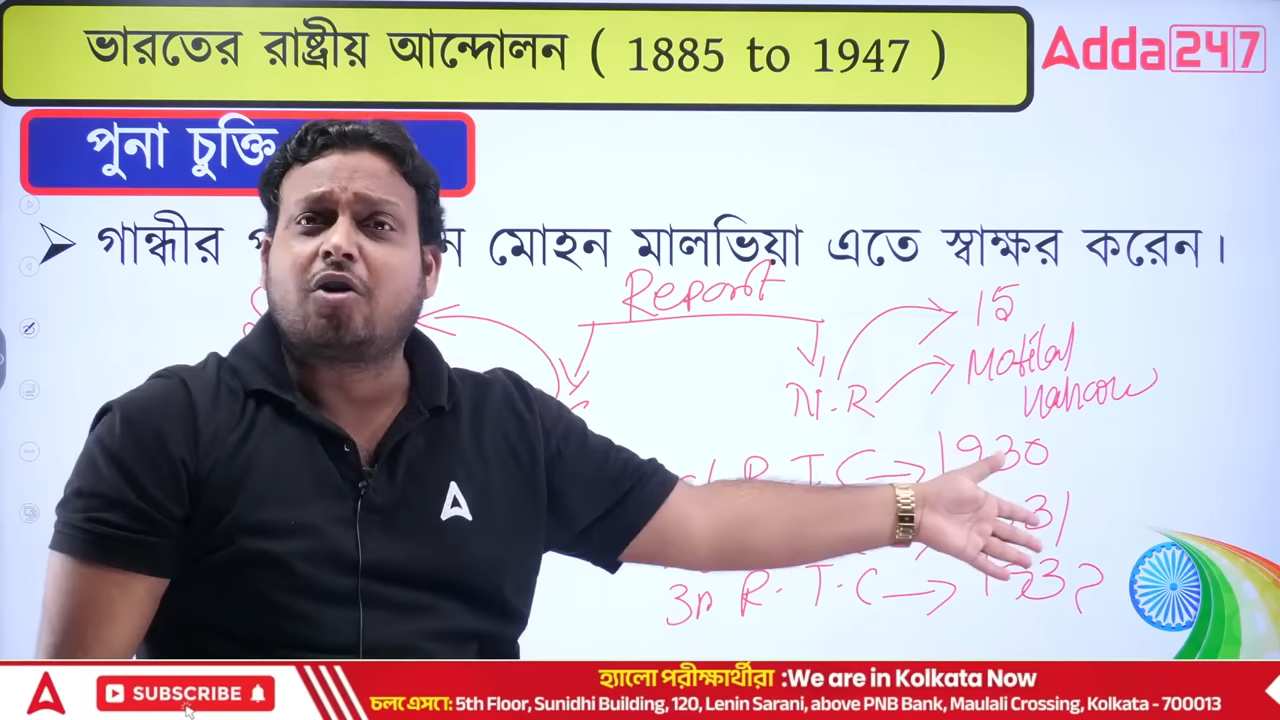 ভারতের রাষ্ট্রীয় আন্দোলন ( 1885 to 1947 )
Adda247
পুনা চুক্তি
গান্ধীর মোহন মালভিয়া এতে স্বাক্ষর করেন।
Report
15
N.R
Motilal
1930
R.T.C
31
3r R.T.C → 1932
SUBSCRIBE
হ্যালো পরীক্ষার্থীরা :We are in Kolkata Now
চলে এসো: 5th Floor, Sunidhi Building, 120, Lenin Sarani, above PNB Bank, Maulali Crossing, Kolkata - 700013